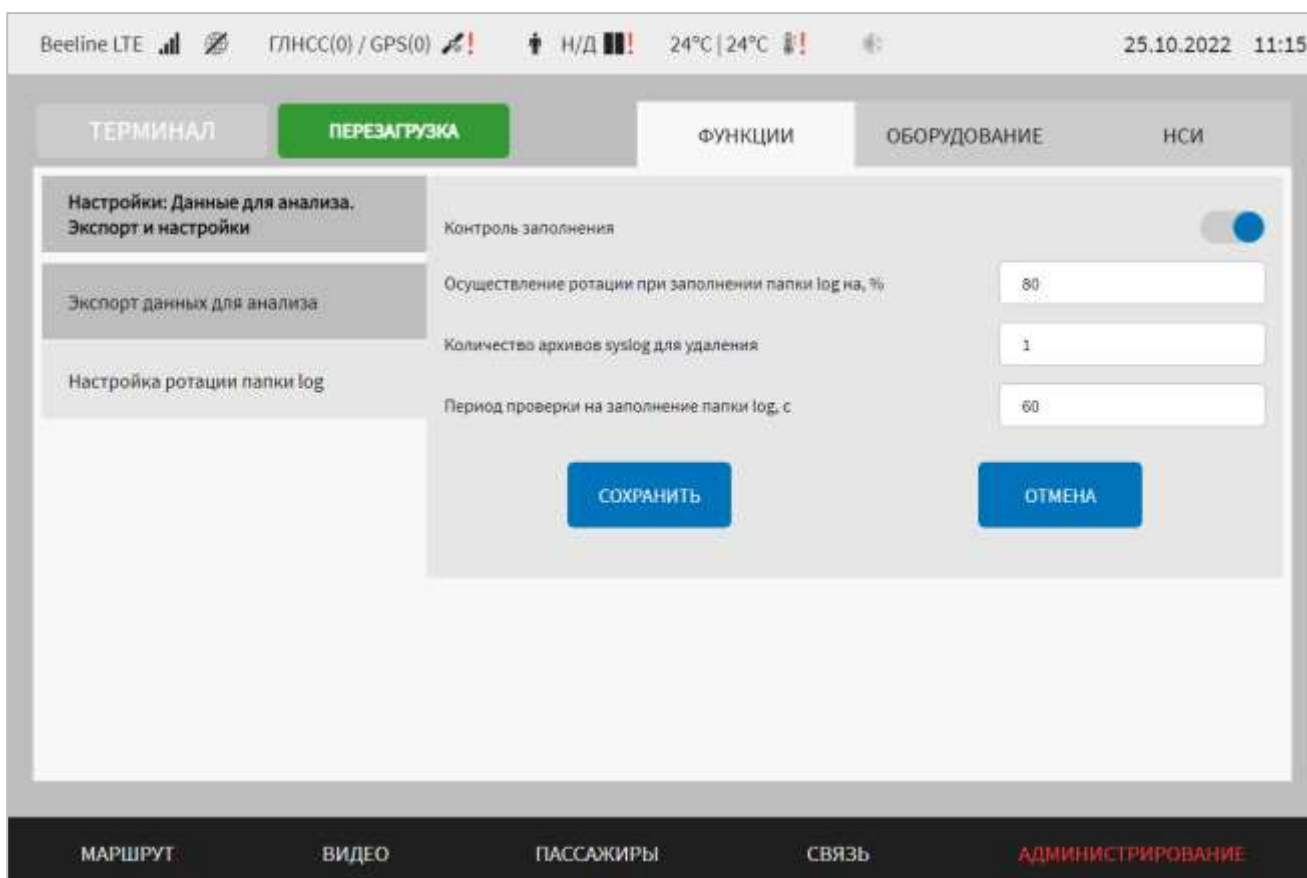 Beeline LTE ГЛНСС(0) / GPS(0) ! Н/Д ! 24°C | 24°C ! 25.10.2022 11:15
ТЕРМИНАЛ ПЕРЕЗАГРУЗКА ФУНКЦИИ ОБОРУДОВАНИЕ НСИ
Настройки: Данные для анализа.
Экспорт и настройки
Экспорт данных для анализа
Настройка ротации папки log
Контроль заполнения
Осуществление ротации при заполнении папки log на, % 80
Количество архивов syslog для удаления 1
Период проверки на заполнение папки log, с 60
СОХРАНИТЬ ОТМЕНА
МАРШРУТ ВИДЕО ПАССАЖИРЫ СВЯЗЬ АДМИНИСТРИРОВАНИЕ